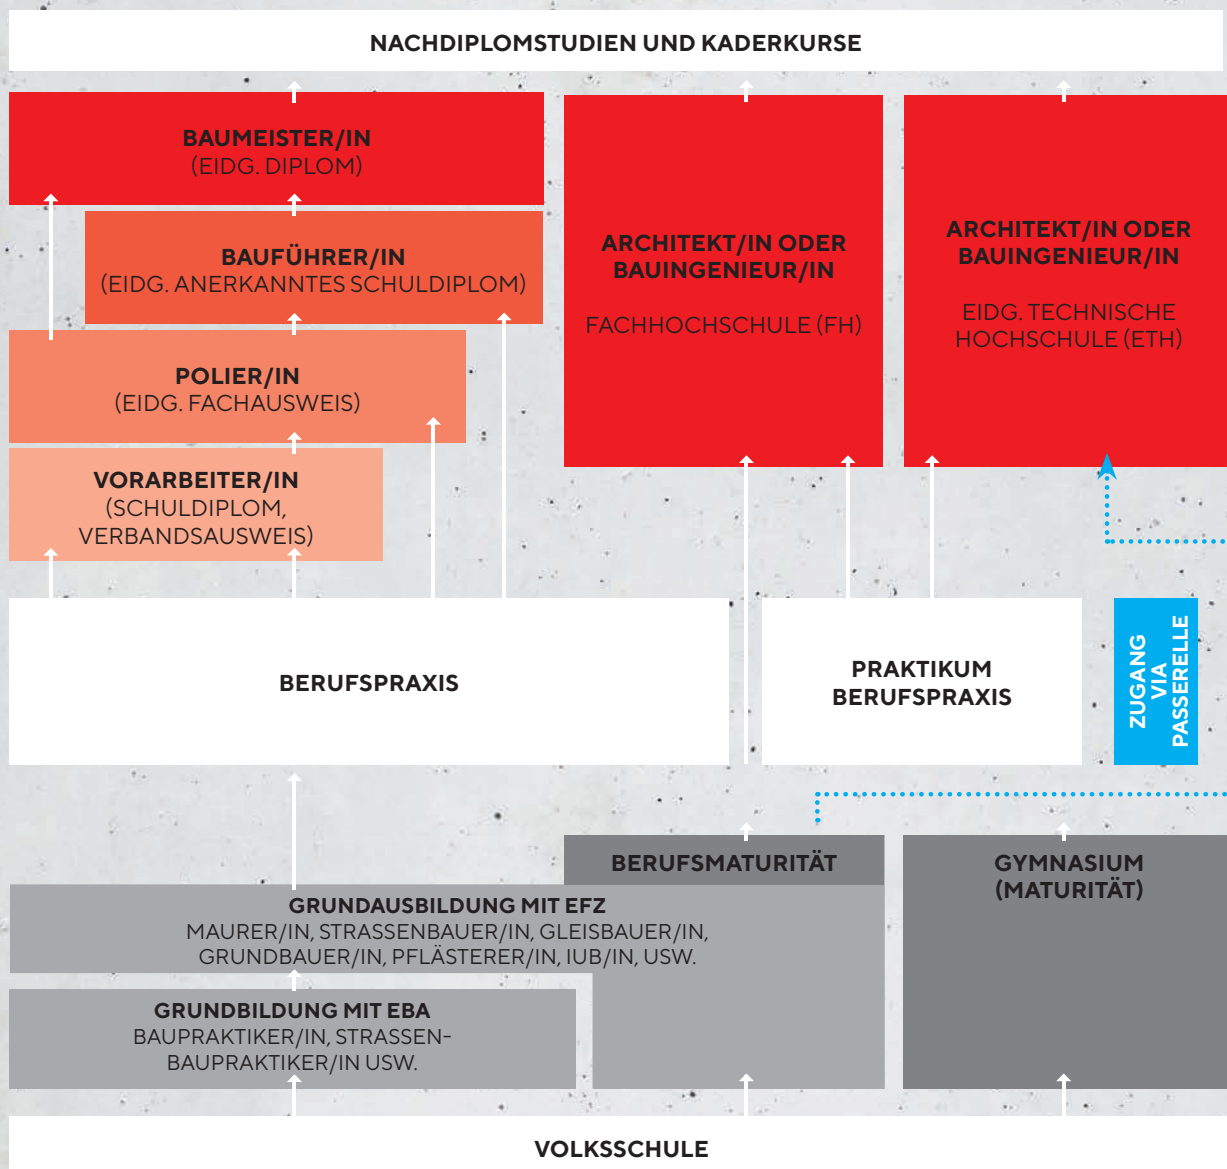 NACHDIPLOMSTUDIEN UND KADERKURSE
BAUMEISTER/IN
(EIDG. DIPLOM)
BAUFÜHRER/IN
(EIDG. ANERKANNTES SCHULDIPLOM)
POLIER/IN
(EIDG. FACHAUSWEIS)
VORARBEITER/IN
(SCHULDIPLOM,
VERBANDSAUSWEIS)
ARCHITEKT/IN ODER
BAUINGENIEUR/IN
FACHHOCHSCHULE (FH)
ARCHITEKT/IN ODER
BAUINGENIEUR/IN
EIDG. TECHNISCHE
HOCHSCHULE (ETH)
BERUFSPRAXIS
PRAKTIKUM
BERUFSPRAXIS
ZUGANG
VIA
PASSERELLE
BERUFSMATURITÄT
GYMNASIUM
(MATURITÄT)
GRUNDAUSBILDUNG MIT EFZ
MAURER/IN, STRASSENBAUER/IN, GLEISBAUER/IN,
GRUNDBAUER/IN, PFLÄSTERER/IN, IUB/IN, USW.
GRUNDBILDUNG MIT EBA
BAUPRAKTIKER/IN, STRASSEN-
BAUPRAKTIKER/IN USW.
VOLKSSCHULE